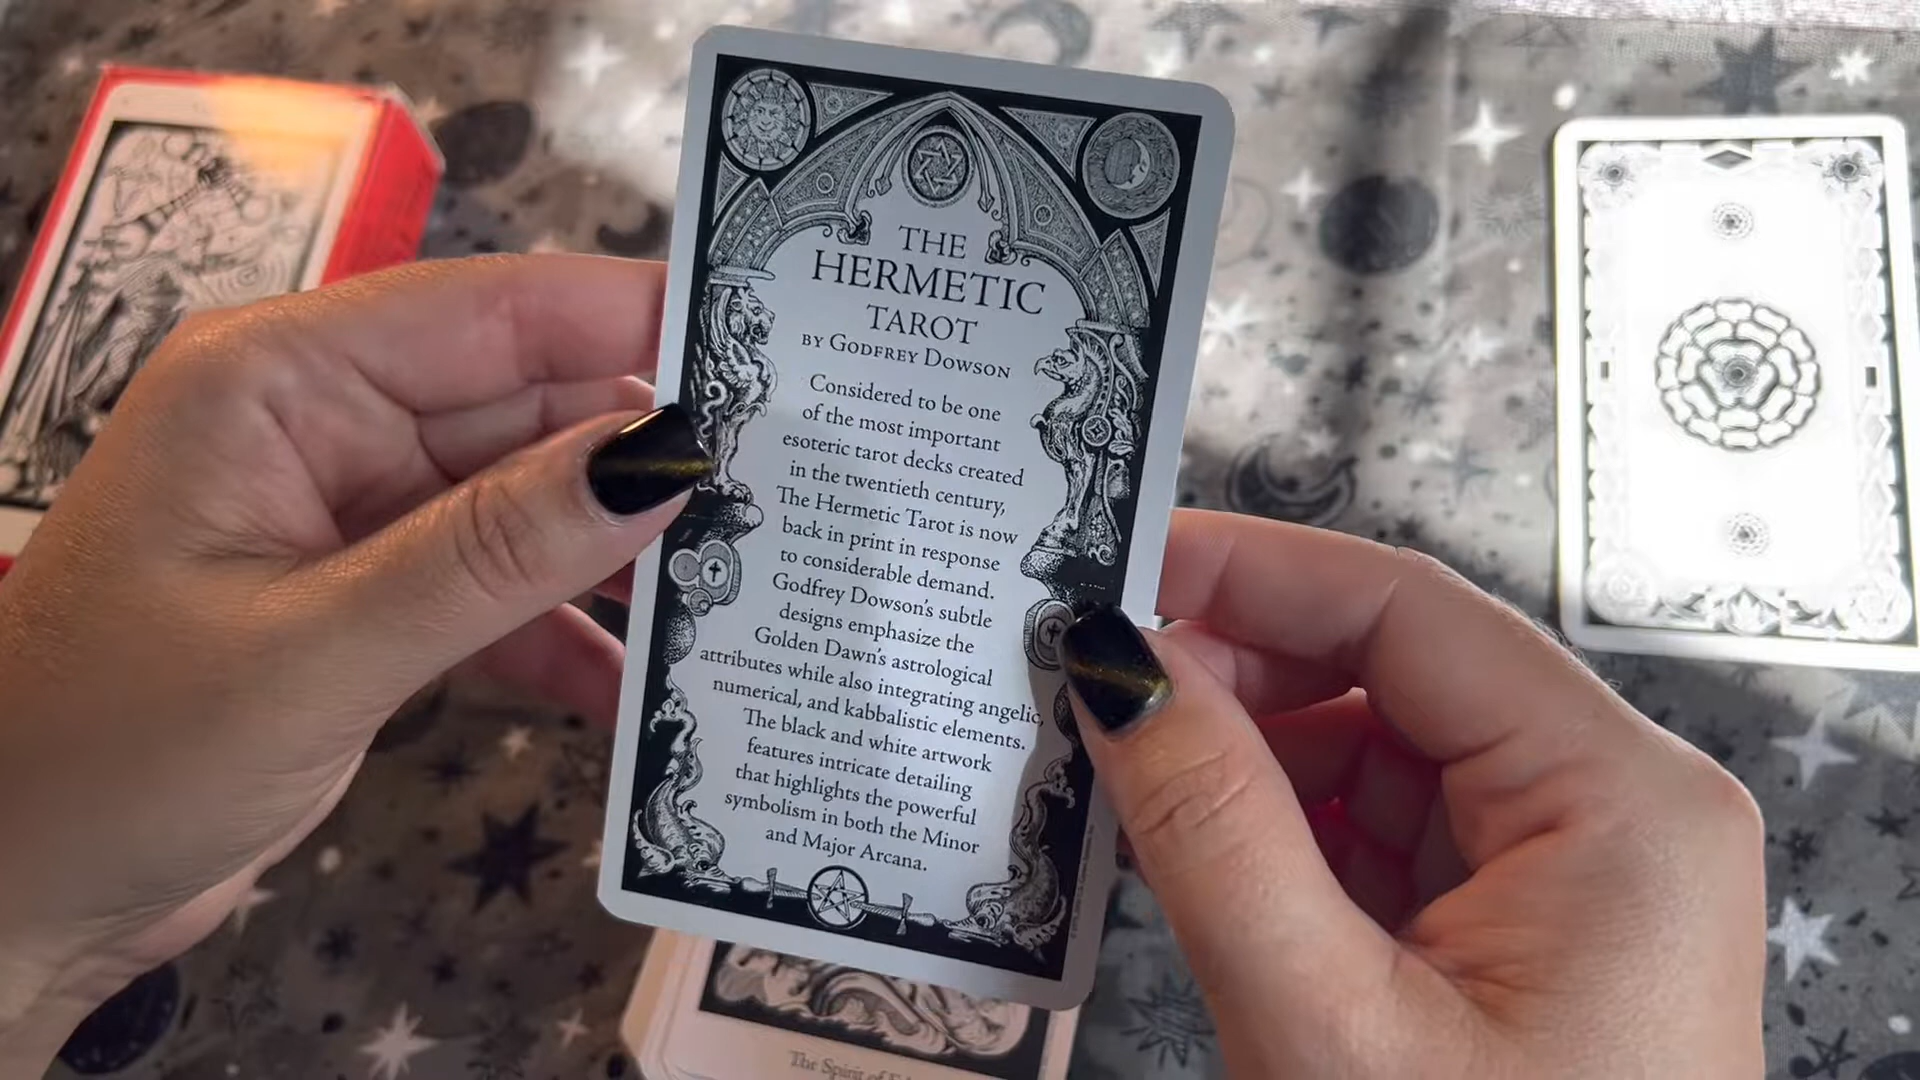 THE
HERMETIC
TAROT
BY GODFREY DOWSON
Considered to be one
of the most important
esoteric tarot decks created
in the twentieth century,
The Hermetic Tarot is now
back in print in response
to considerable demand.
Godfrey Dowson's subtle
designs emphasize the
Golden Dawn's astrological
attributes while also integrating angelic,
numerical, and kabbalistic elements.
The black and white artwork
features intricate detailing
that highlights the powerful
symbolism in both the Minor
and Major Arcana.
The Spirit of